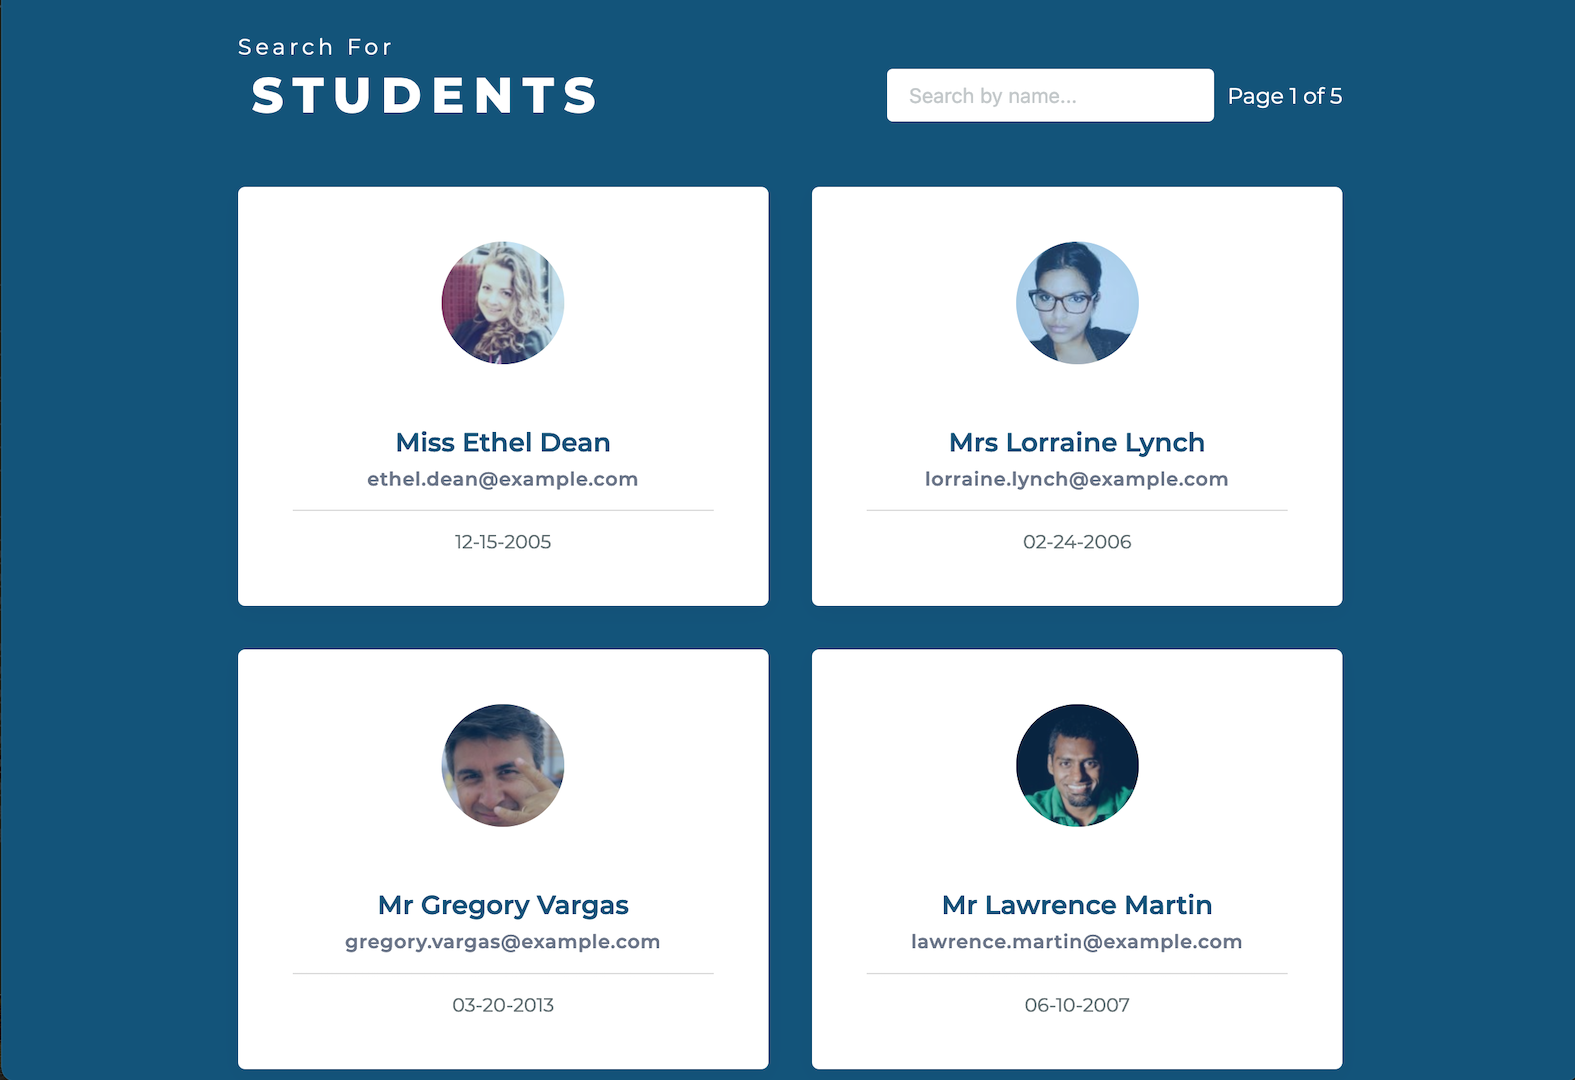 Search For
STUDENTS
Search by name...
Page 1 of 5
Miss Ethel Dean
ethel.dean@example.com
12-15-2005
Mrs Lorraine Lynch
lorraine.lynch@example.com
02-24-2006
Mr Gregory Vargas
gregory.vargas@example.com
03-20-2013
Mr Lawrence Martin
lawrence.martin@example.com
06-10-2007